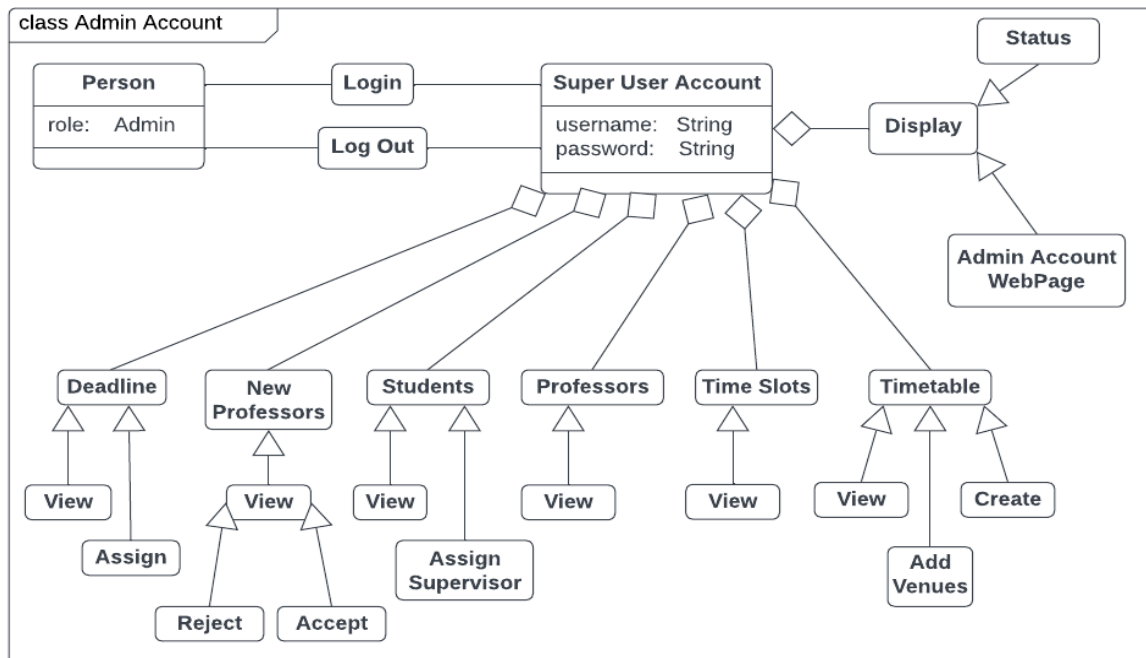 class Admin Account
Status
Person
Login
Super User Account
role: Admin
username: String
password: String
Display
Log Out
Admin Account
WebPage
Deadline
New
Professors
Students
Professors
Time Slots
Timetable
View
View
View
View
View
View
Create
Assign
Assign
Supervisor
Add
Venues
Reject
Accept